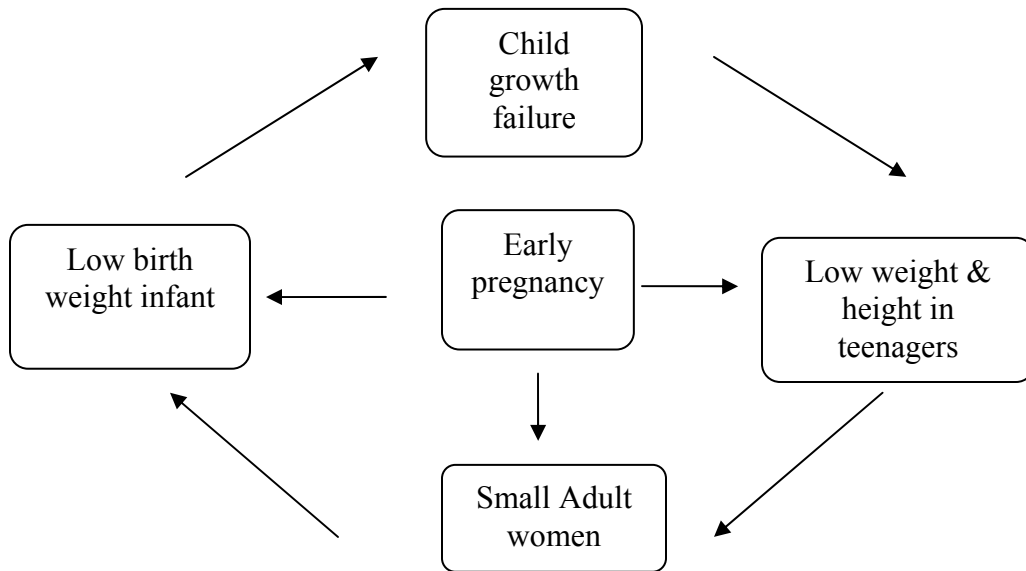 Child
growth
failure
Early
pregnancy
Low birth
weight infant
Low weight &
height in
teenagers
Small Adult
women